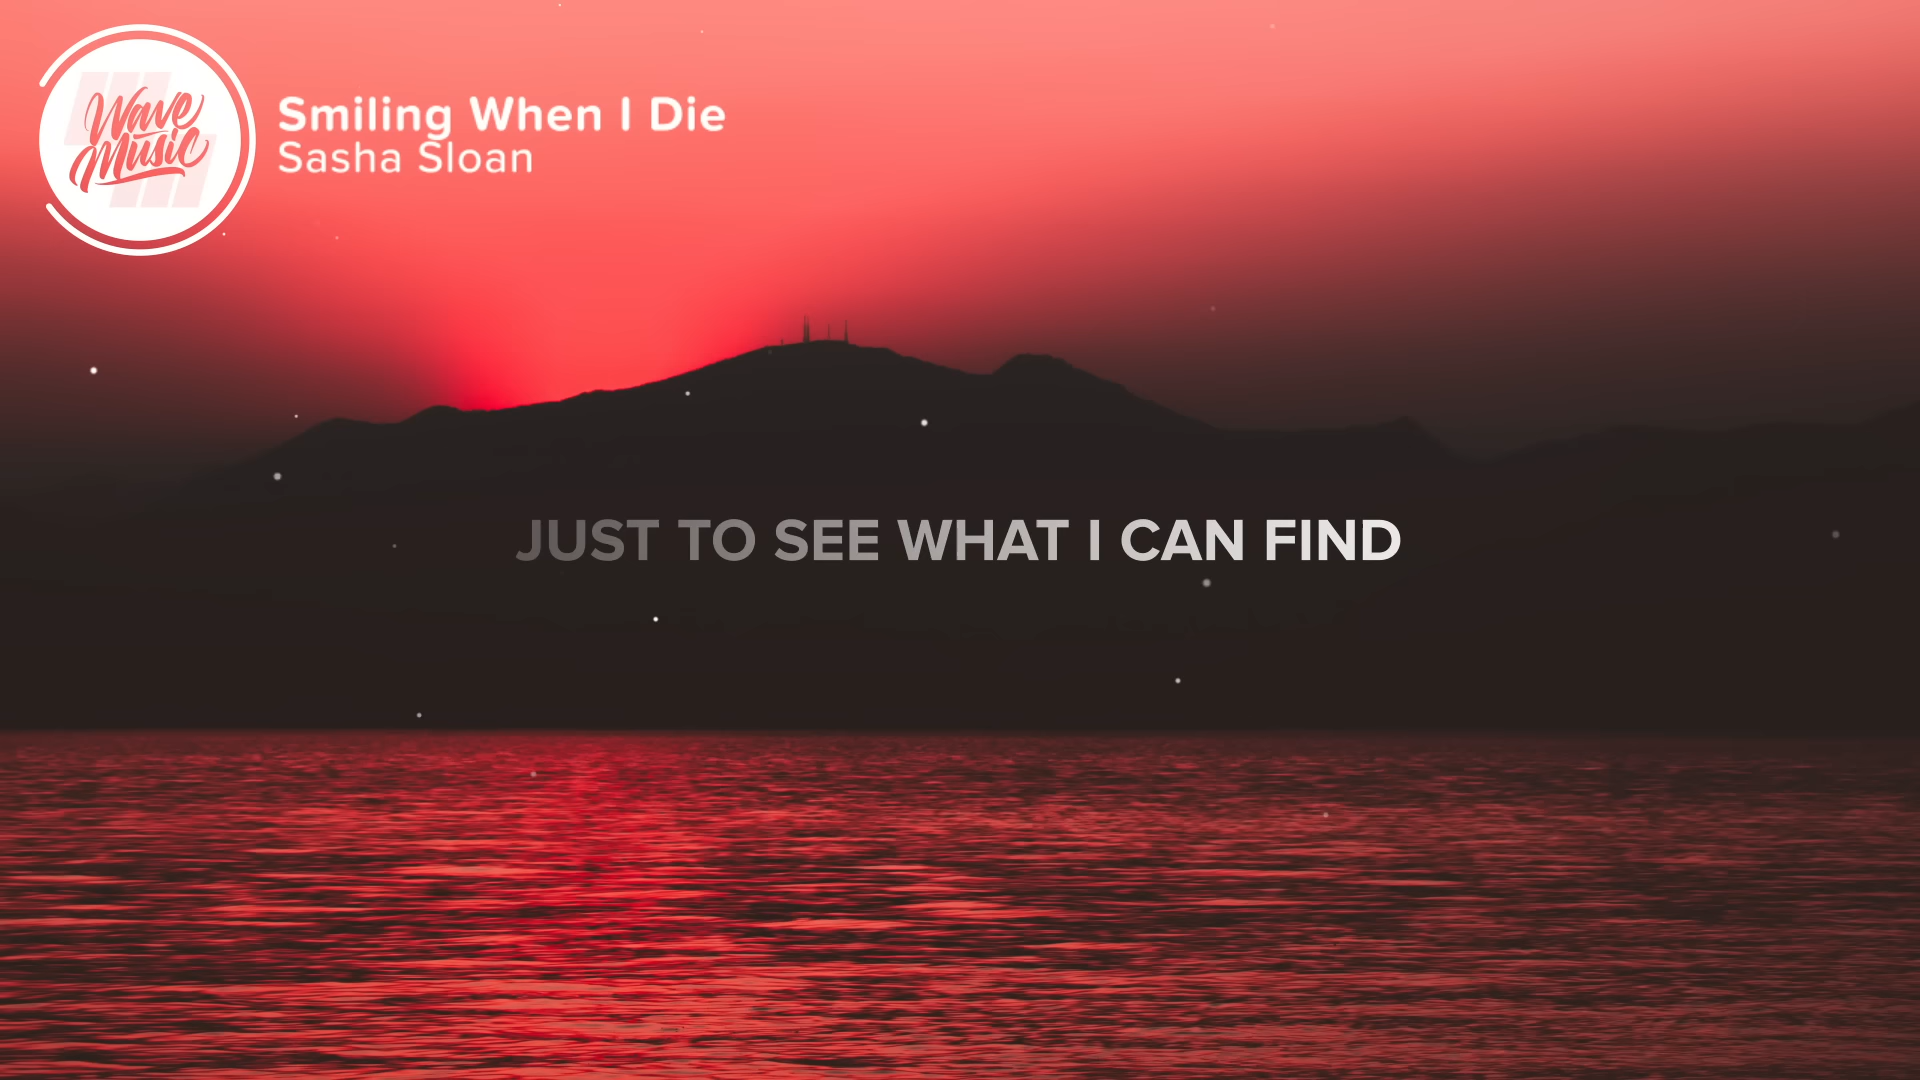 Wave
Music
Smiling When I Die
Sasha Sloan
JUST TO SEE WHAT I CAN FIND